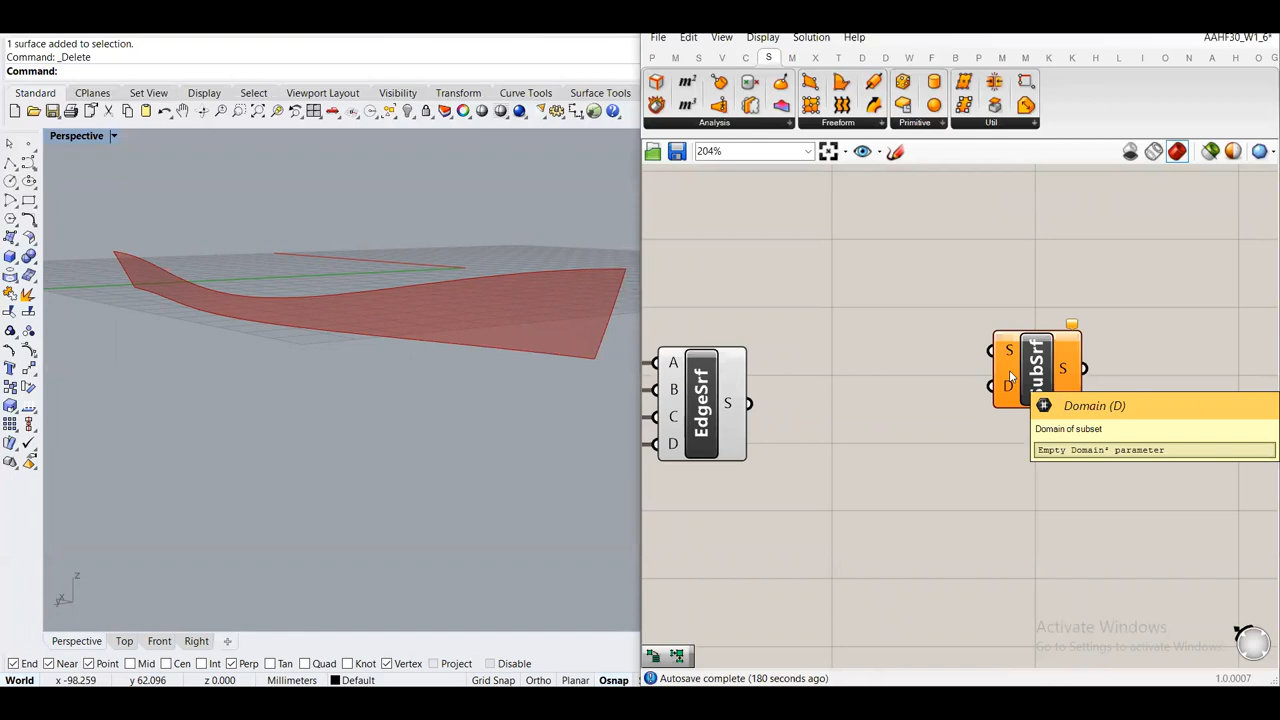 1 surface added to selection.
Command: _Delete
Command:
Standard CPlanes Set View Display Select Viewport Layout Visibility Transform Curve Tools Surface Tools
Perspective
z
x
y
Perspective Top Front Right
End Near Point Mid Cen Int Perp Tan Quad Knot Vertex Project Disable
World x -98.259 y 62.096 z 0.000 Millimeters Default Grid Snap Ortho Planar Osnap
File Edit View Display Solution Help AAHF30_W1_6*
P M S V C S M X T D D V F B P L K M M K T H E A P L O G
m²
m³
Analysis Freeform Primitive Util
204%
A
B
C
D
EdgeSrf
S
S
D
SubSrf
S
Domain (D)
Domain of subset
Empty Domain² parameter
Activate Windows
Go to Settings to activate Windows.
Autosave complete (180 seconds ago)
1.0.0007